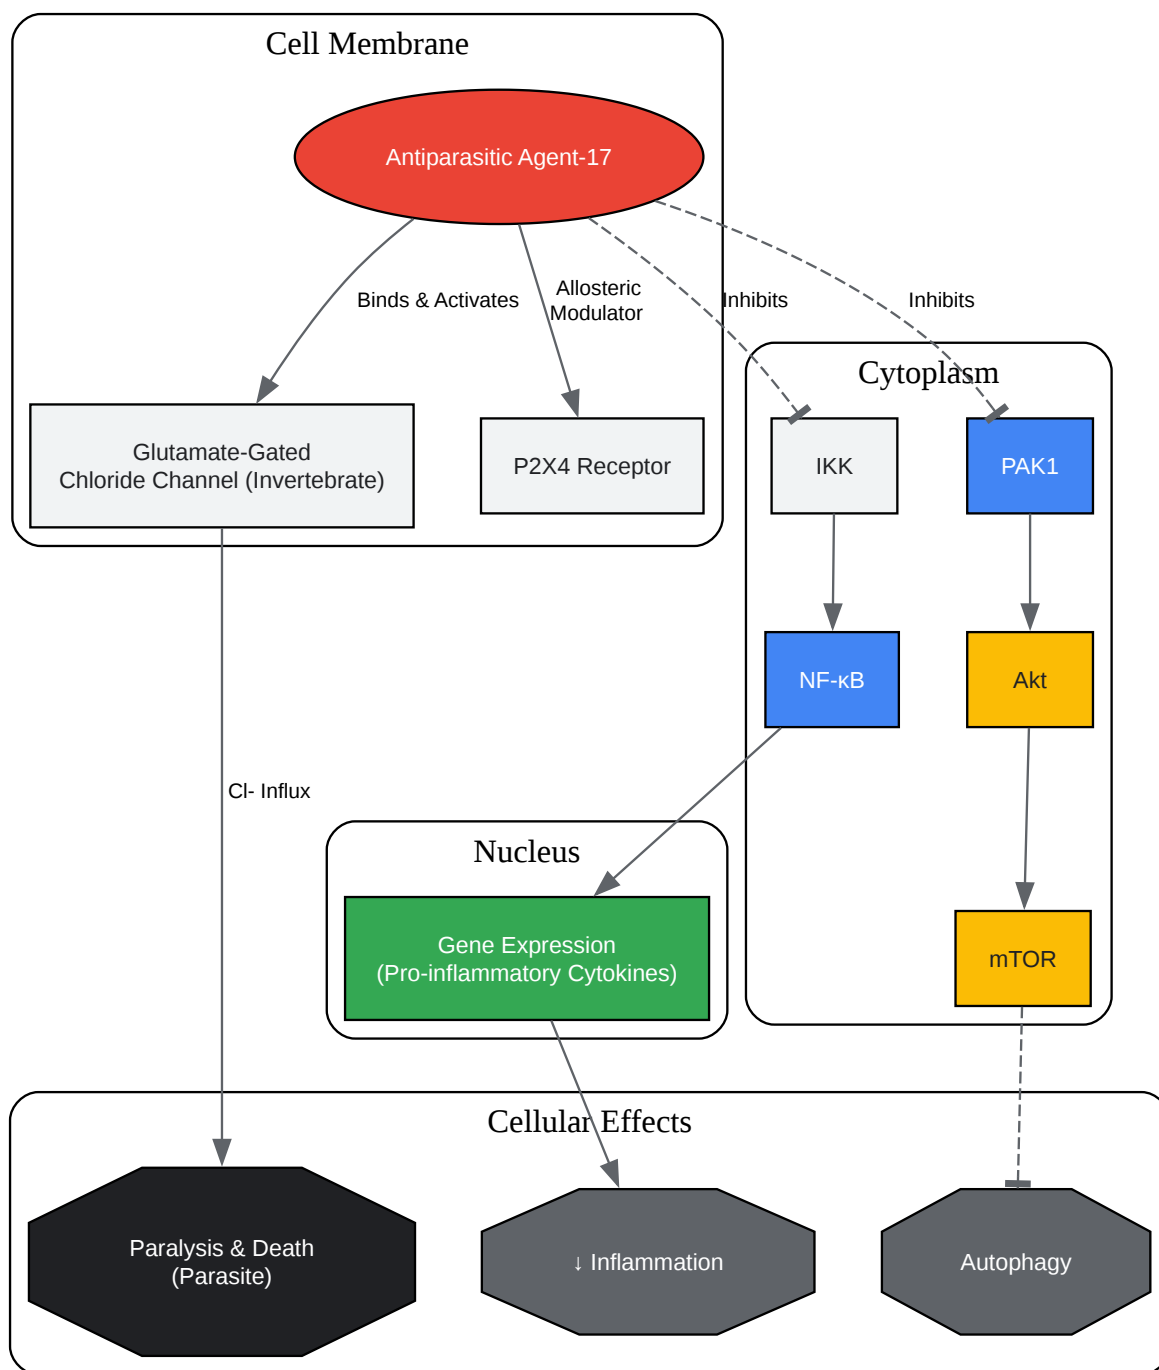 Cell Membrane
Antiparasitic Agent-17
Binds & Activates
Allosteric
Modulator
Inhibits
Inhibits
Cytoplasm
Glutamate-Gated
Chloride Channel (Invertebrate)
P2X4 Receptor
IKK
PAK1
NF-κB
Akt
Cl- Influx
Nucleus
Gene Expression
(Pro-inflammatory Cytokines)
mTOR
Cellular Effects
Paralysis & Death
(Parasite)
↓ Inflammation
Autophagy